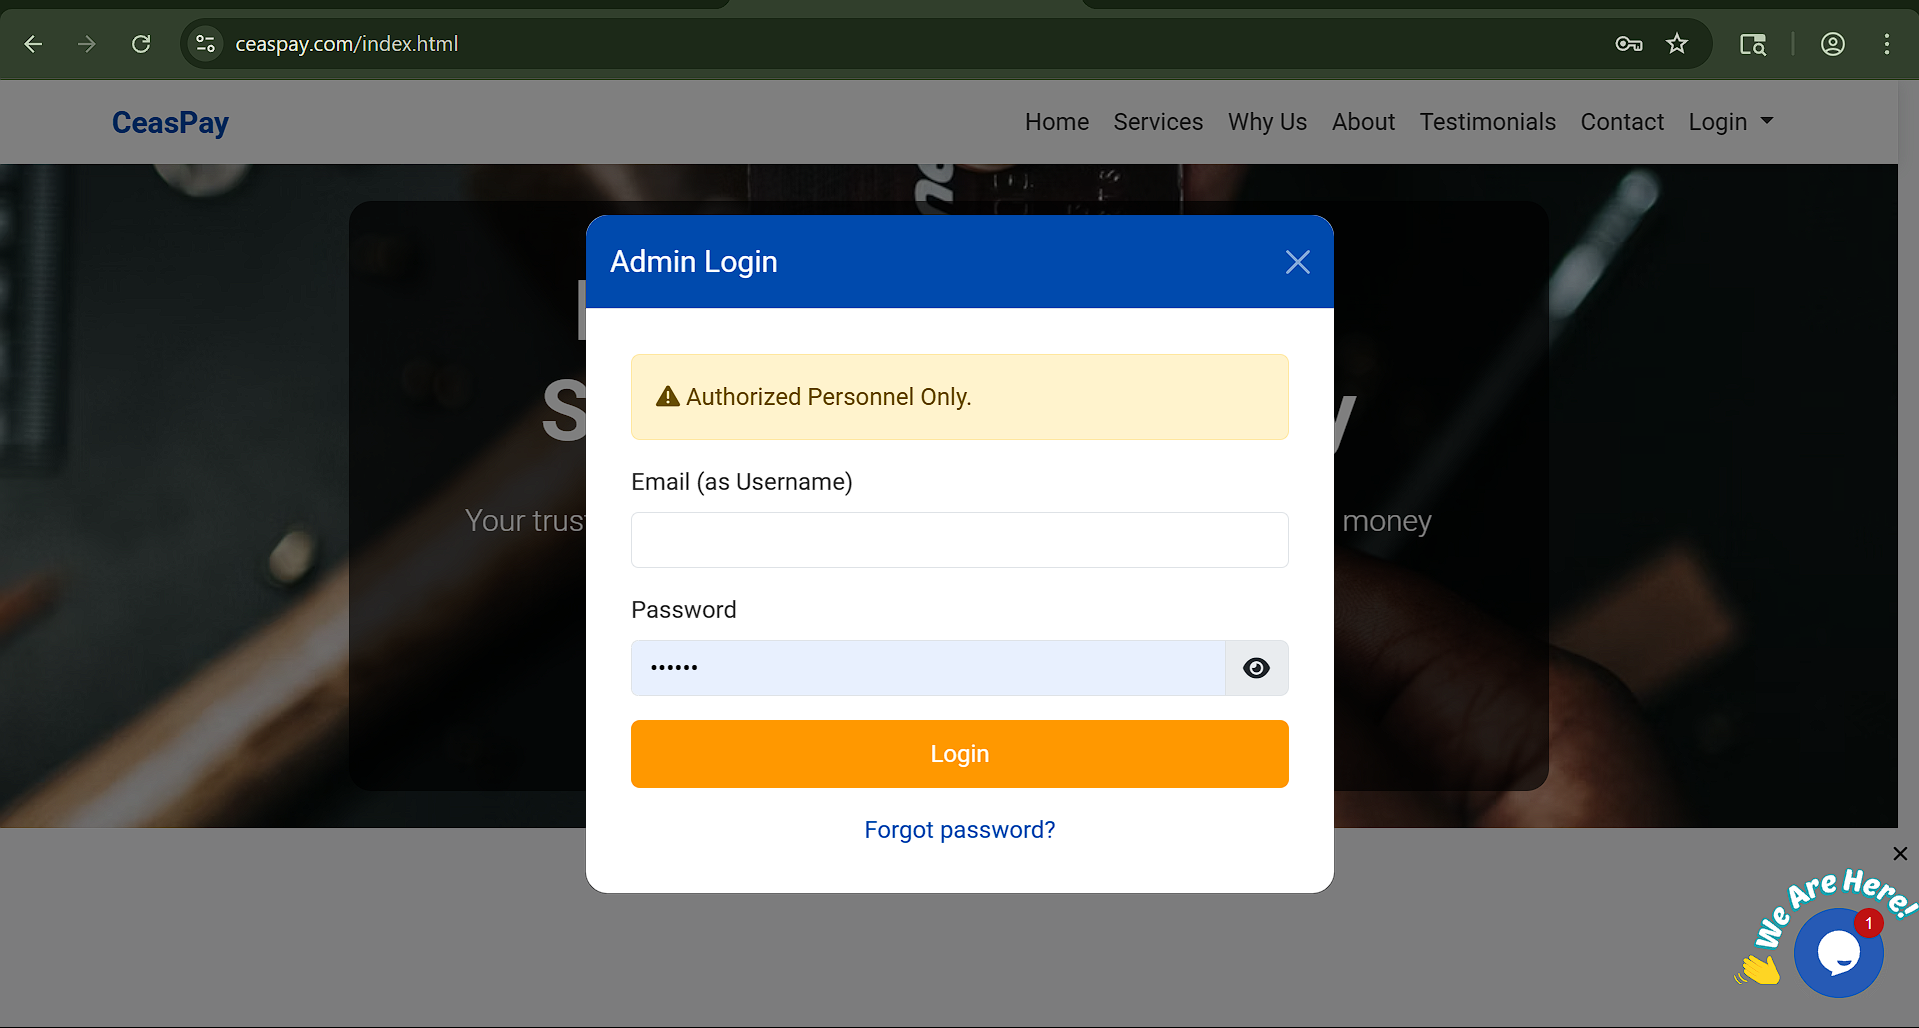 ceaspay.com/index.html
CeasPay
Home Services Why Us About Testimonials Contact Login
Admin Login
Authorized Personnel Only.
Email (as Username)
Your trus
money
Password
••••••
Login
Forgot password?
We Are Here!
1